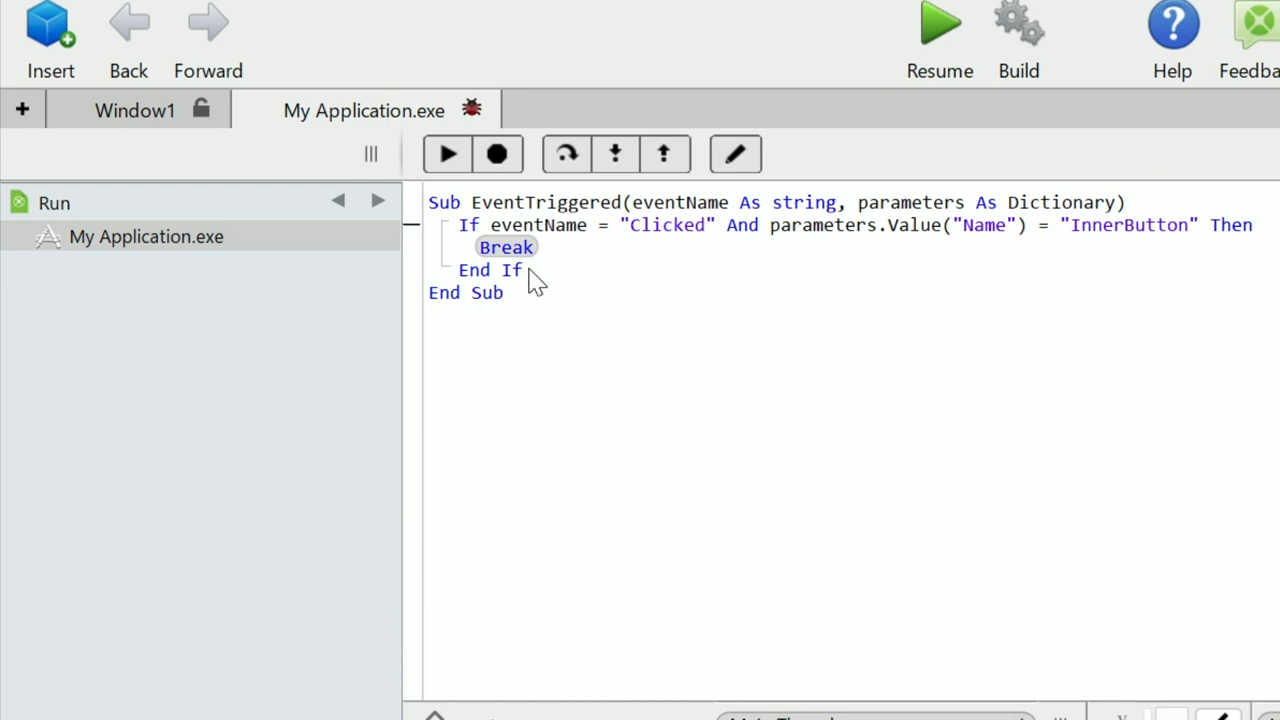 Insert Back Forward Resume Build Help Feedba
+ Window1 My Application.exe
Run
My Application.exe
Sub EventTriggered(eventName As string, parameters As Dictionary)
If eventName = "Clicked" And parameters.Value("Name") = "InnerButton" Then
Break
End If
End Sub